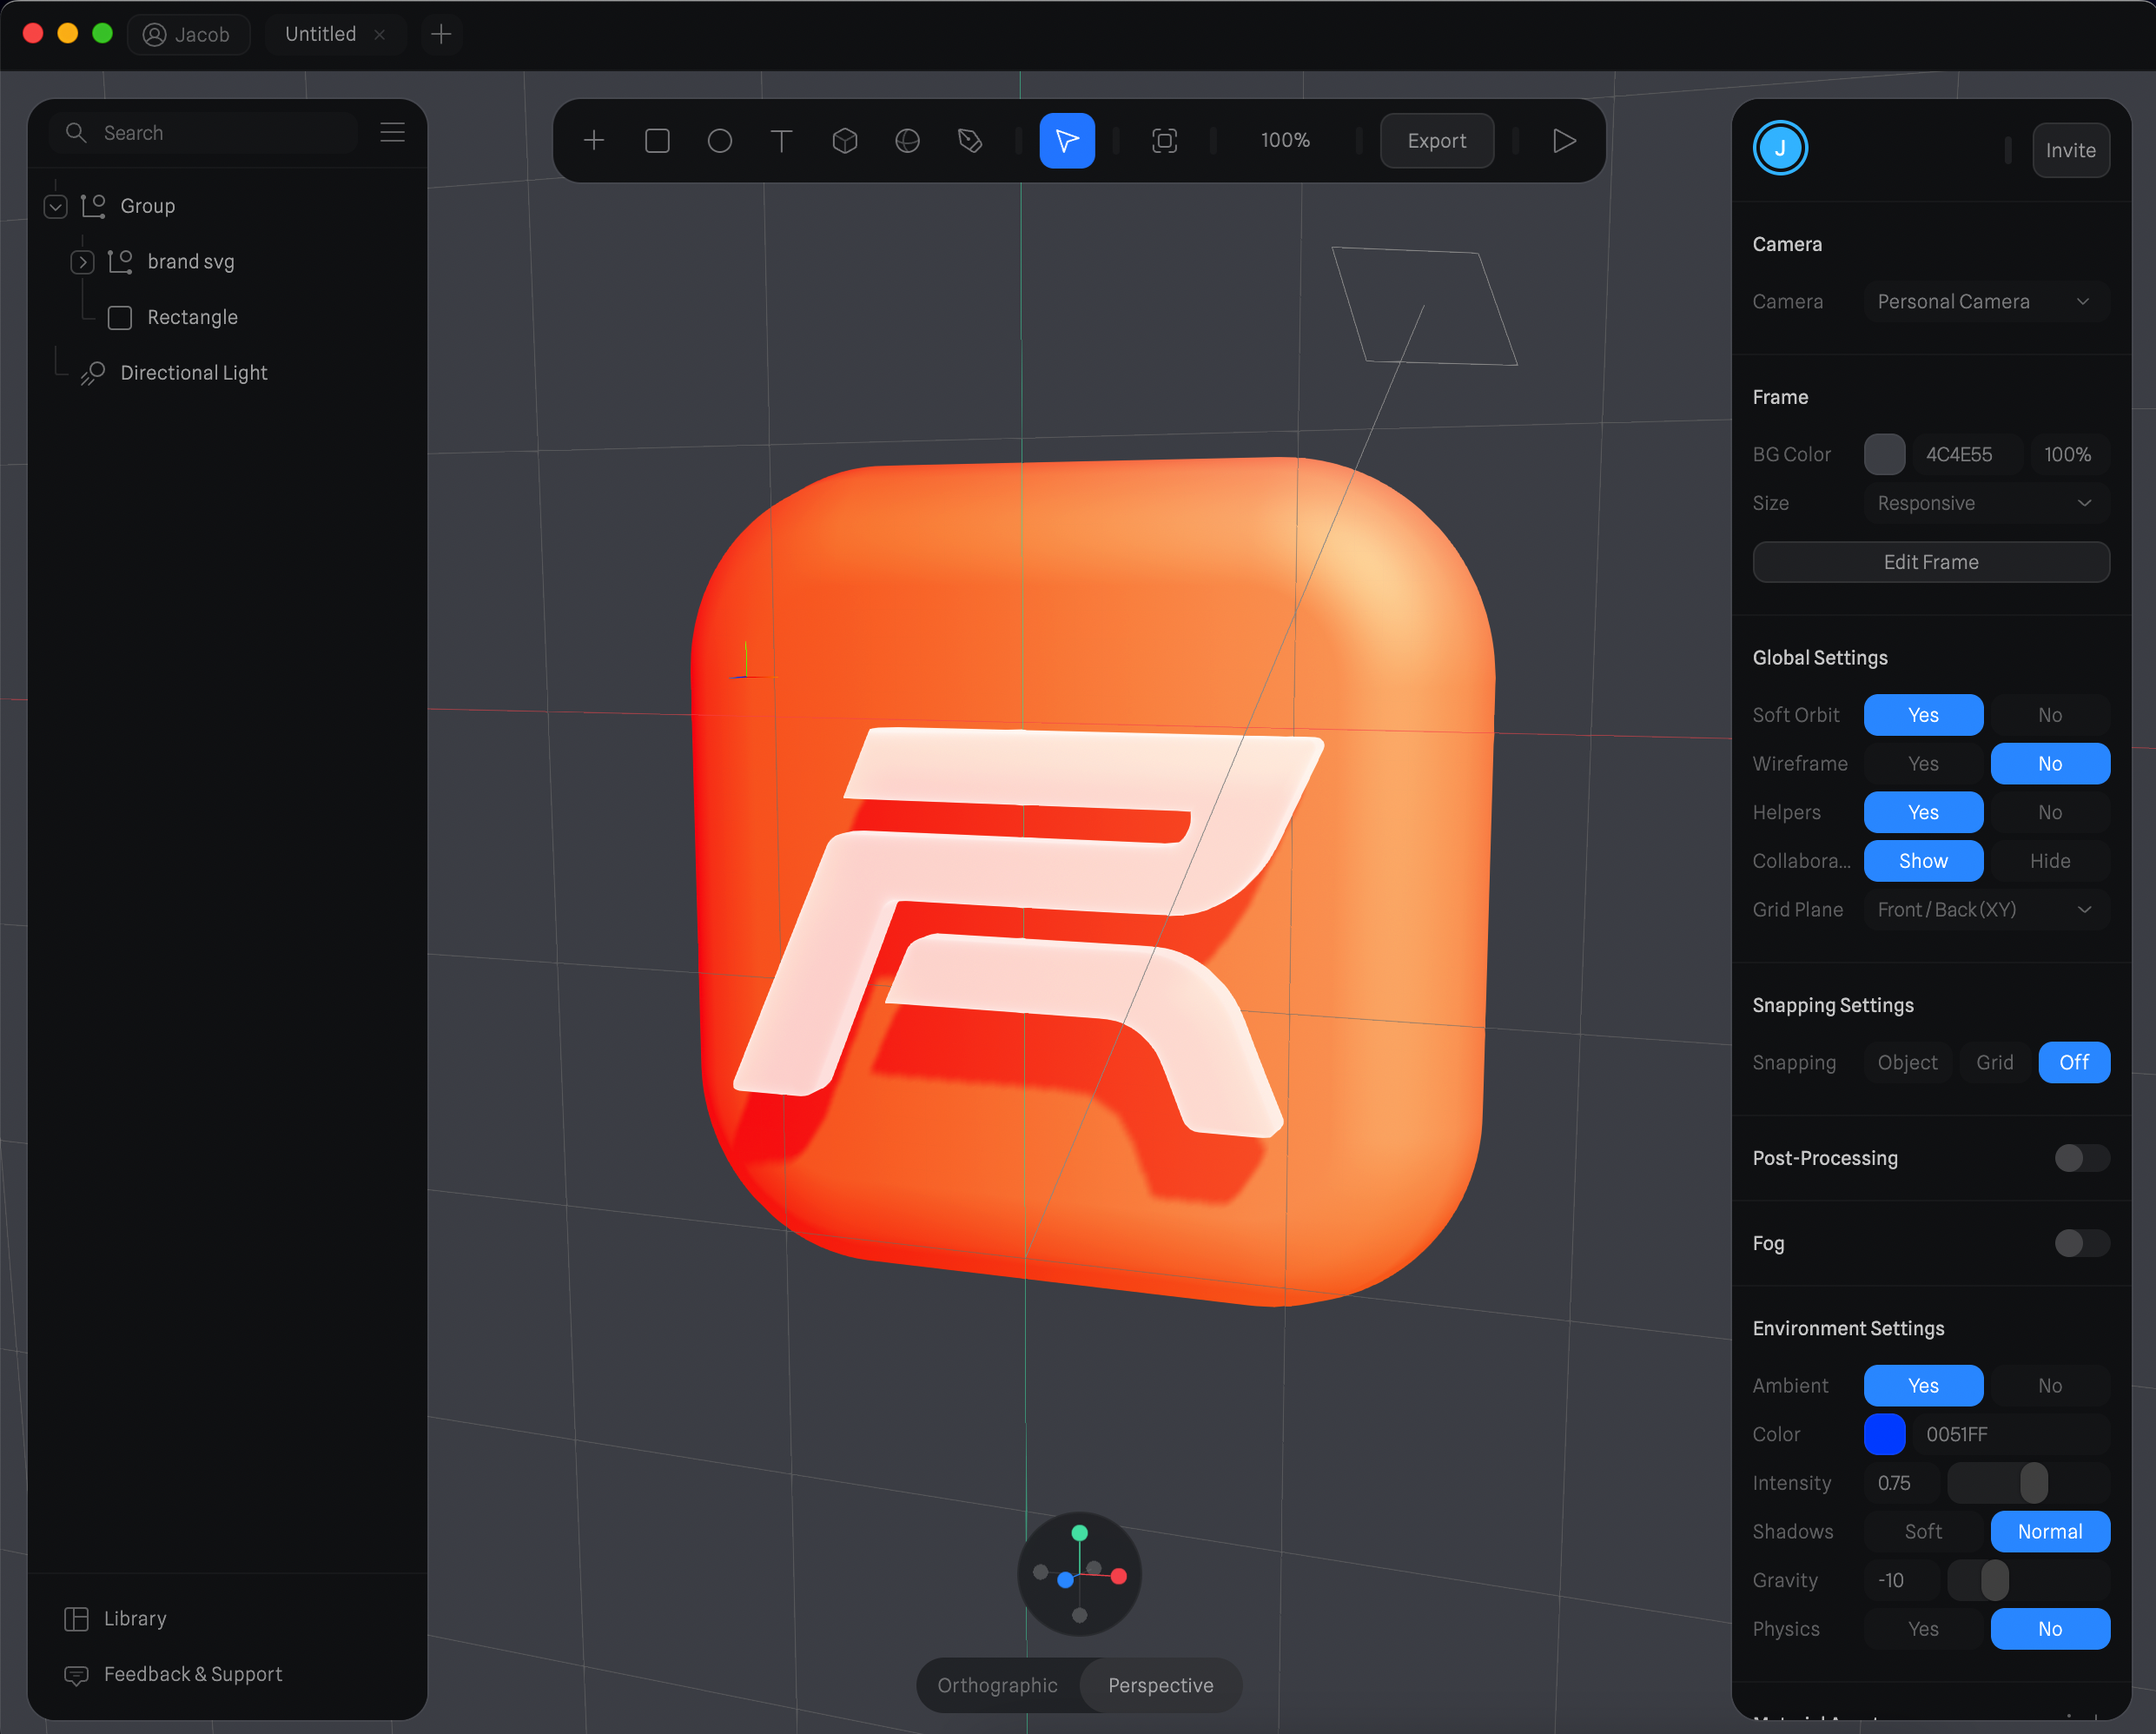 Jacob
Untitled
Search
Group
brand svg
Rectangle
Directional Light
Library
Feedback & Support
100%
Export
Orthographic
Perspective
J
Invite
Camera
Camera Personal Camera
Frame
BG Color 4C4E55 100%
Size Responsive
Edit Frame
Global Settings
Soft Orbit Yes No
Wireframe Yes No
Helpers Yes No
Collabora... Show Hide
Grid Plane Front / Back (XY)
Snapping Settings
Snapping Object Grid Off
Post-Processing
Fog
Environment Settings
Ambient Yes No
Color 0051FF
Intensity 0.75
Shadows Soft Normal
Gravity -10
Physics Yes No